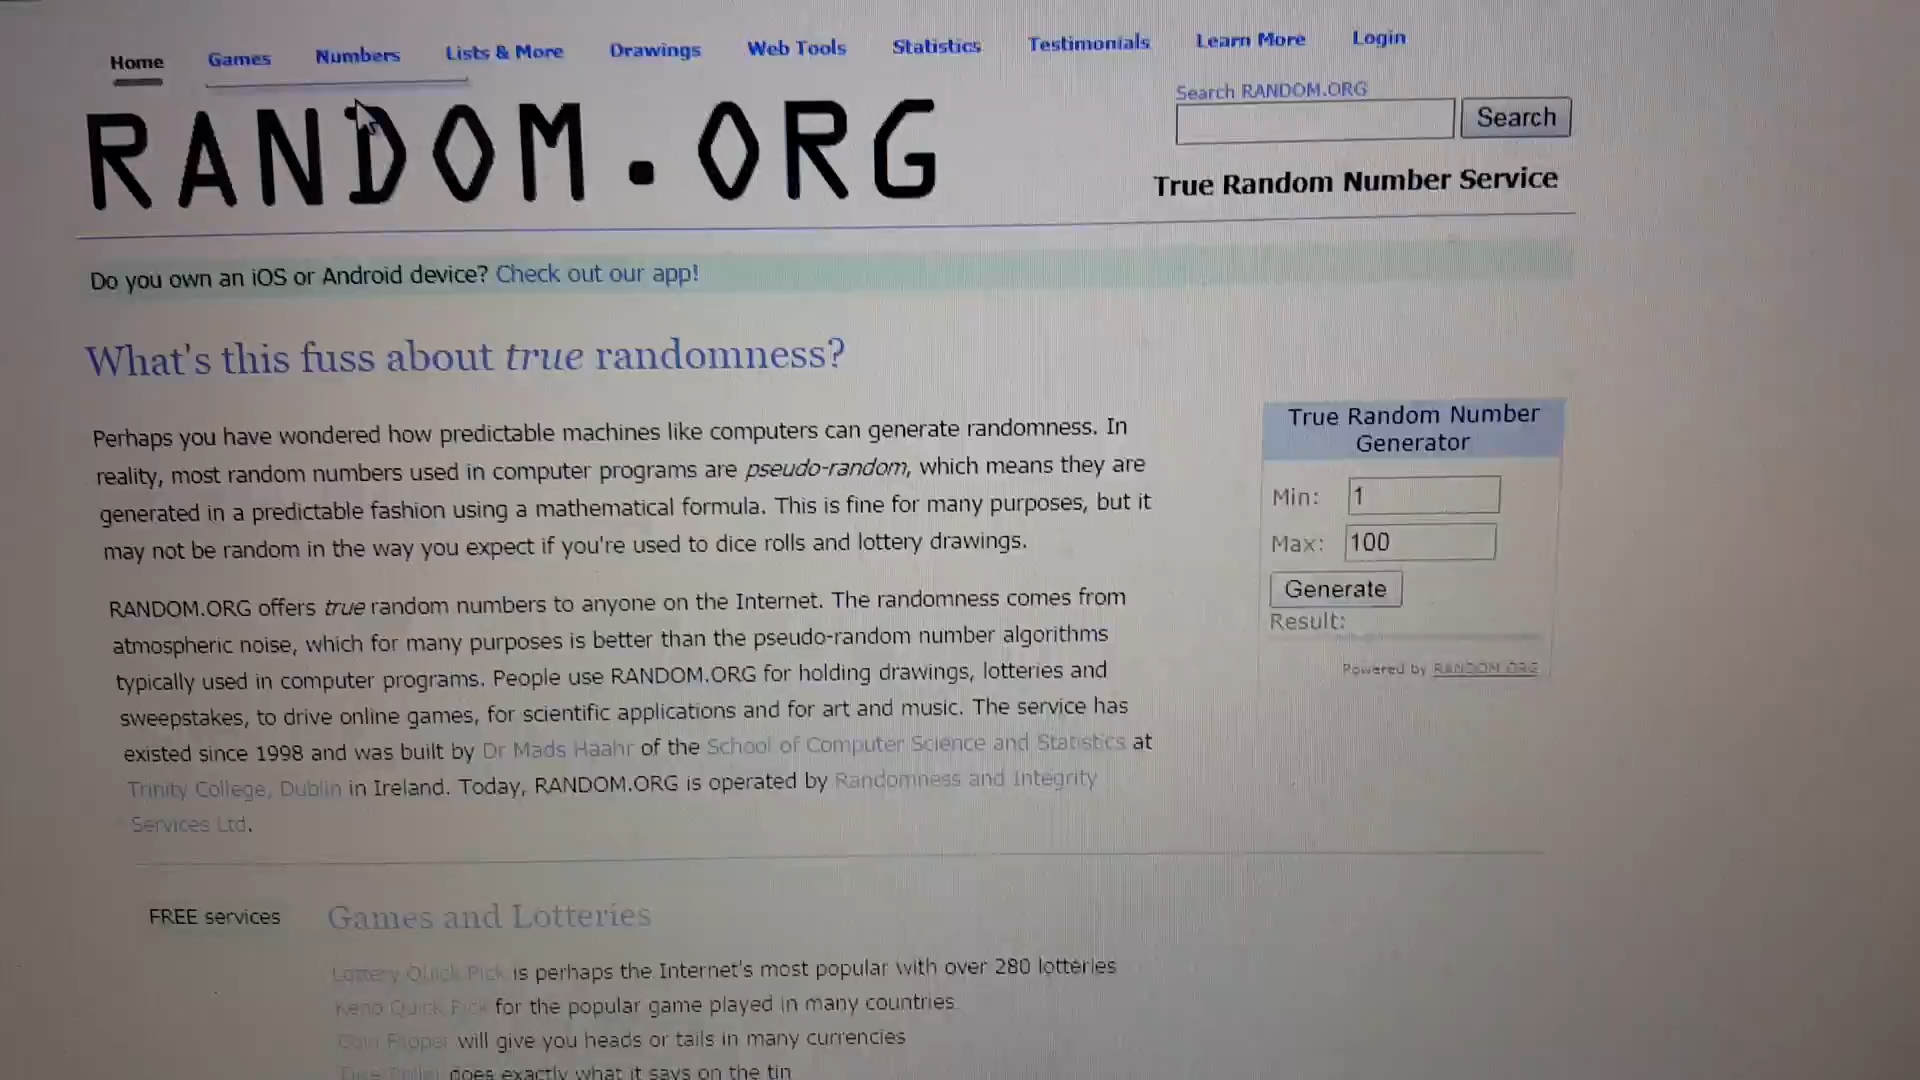 Home Games Numbers Lists & More Drawings Web Tools Statistics Testimonials Learn More Login
Search RANDOM.ORG
Search
RANDOM.ORG
True Random Number Service
Do you own an iOS or Android device? Check out our app!
What's this fuss about true randomness?
Perhaps you have wondered how predictable machines like computers can generate randomness. In
reality, most random numbers used in computer programs are pseudo-random, which means they are
generated in a predictable fashion using a mathematical formula. This is fine for many purposes, but it
may not be random in the way you expect if you're used to dice rolls and lottery drawings.
RANDOM.ORG offers true random numbers to anyone on the Internet. The randomness comes from
atmospheric noise, which for many purposes is better than the pseudo-random number algorithms
typically used in computer programs. People use RANDOM.ORG for holding drawings, lotteries and
sweepstakes, to drive online games, for scientific applications and for art and music. The service has
existed since 1998 and was built by Dr Mads Haahr of the School of Computer Science and Statistics at
Trinity College, Dublin in Ireland. Today, RANDOM.ORG is operated by Randomness and Integrity
Services Ltd.
True Random Number
Generator
Min: 1
Max: 100
Generate
Result:
Powered by RANDOM.ORG
FREE services
Games and Lotteries
Lottery Quick Pick is perhaps the Internet's most popular with over 280 lotteries
Keno Quick Pick for the popular game played in many countries
Coin Flipper will give you heads or tails in many currencies
Dice Roller does exactly what it says on the tin